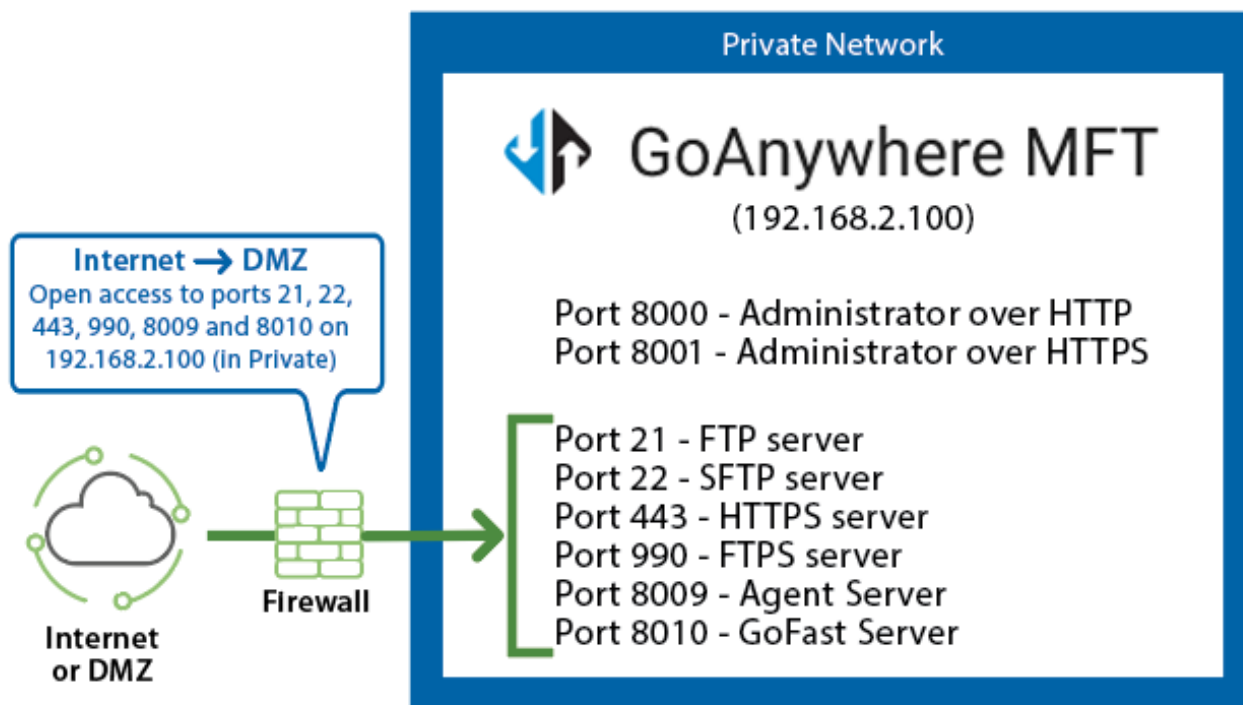 Private Network
GoAnywhere MFT
(192.168.2.100)
Internet → DMZ
Open access to ports 21, 22,
443, 990, 8009 and 8010 on
192.168.2.100 (in Private)
Port 8000 - Administrator over HTTP
Port 8001 - Administrator over HTTPS
Port 21 - FTP server
Port 22 - SFTP server
Port 443 - HTTPS server
Port 990 - FTPS server
Port 8009 - Agent Server
Port 8010 - GoFast Server
Firewall
Internet
or DMZ